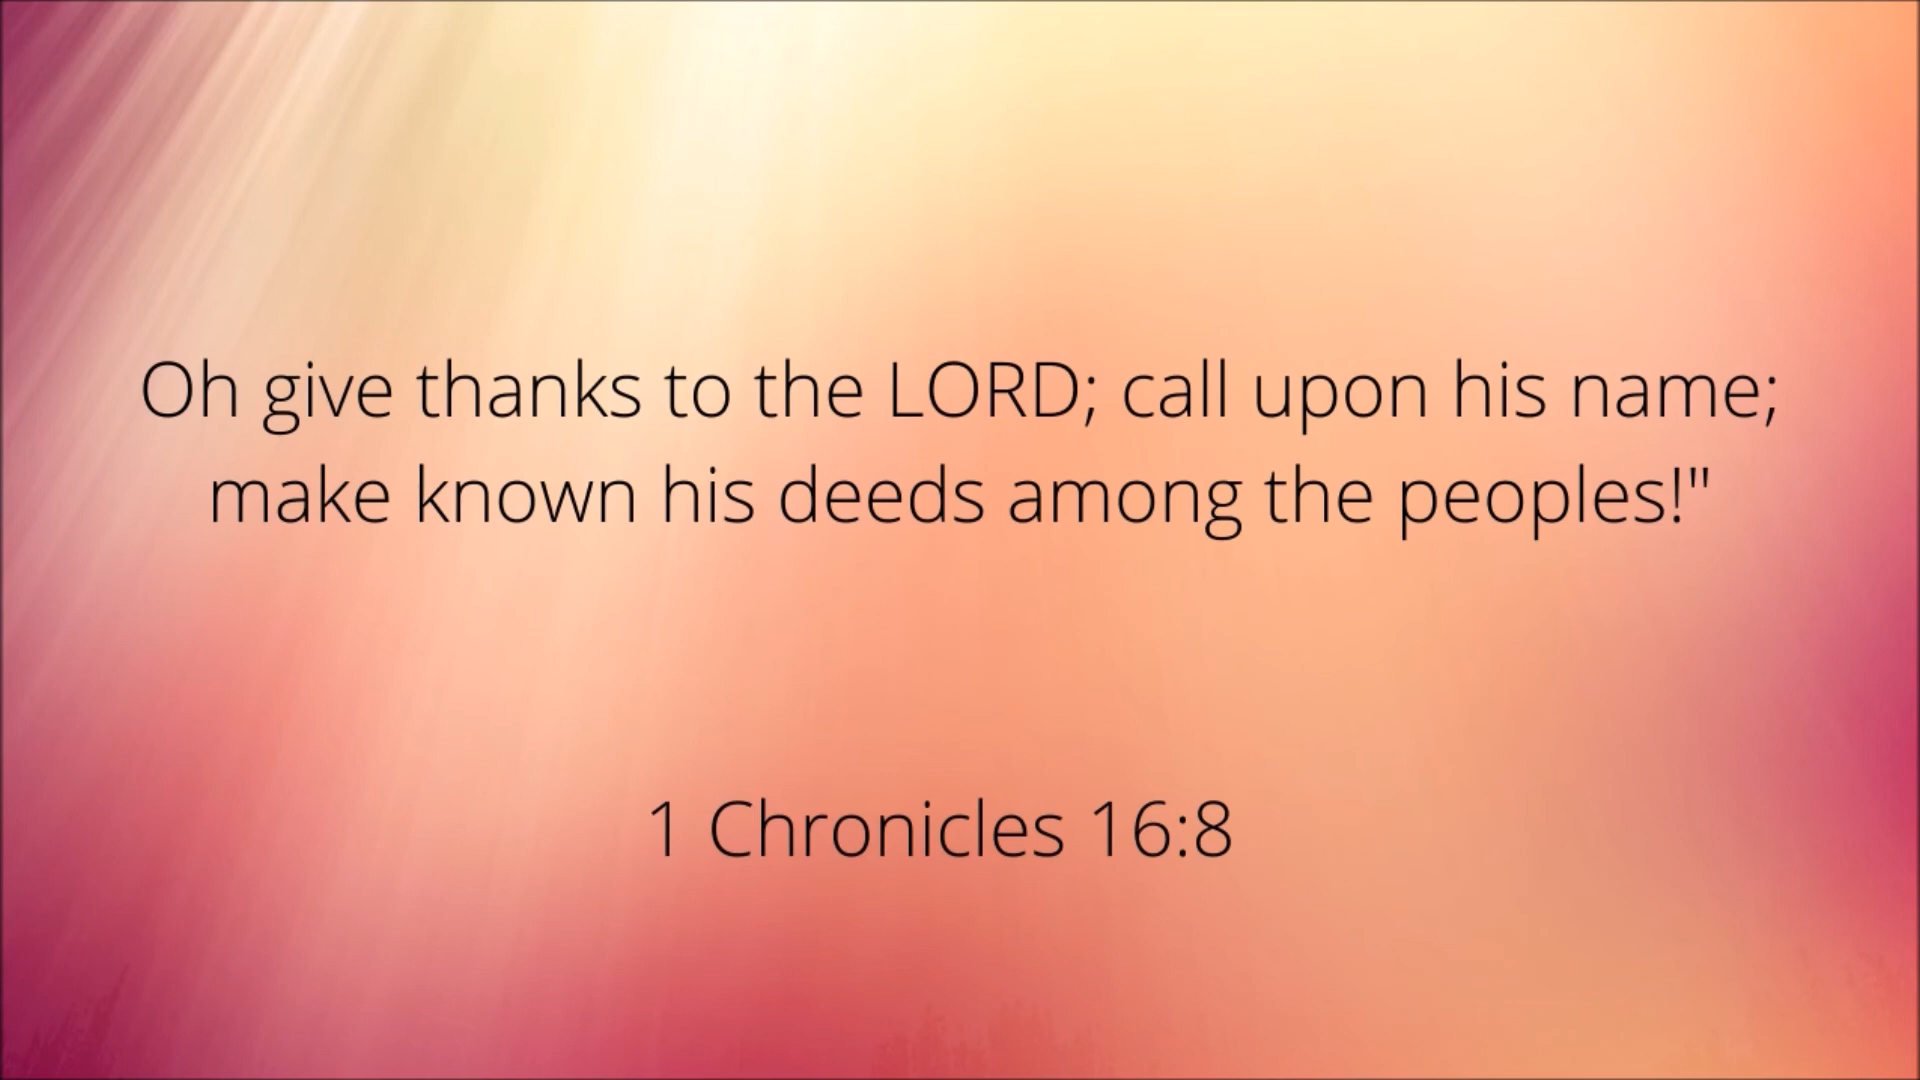 Oh give thanks to the LORD; call upon his name;
make known his deeds among the peoples!"
1 Chronicles 16:8